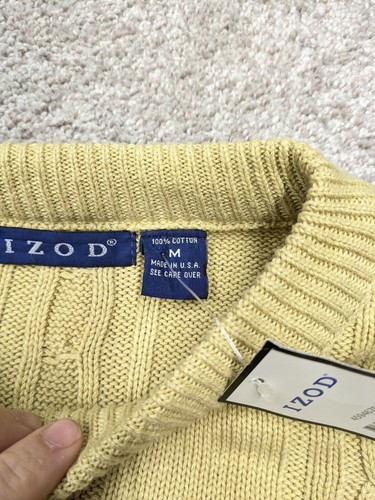 IZOD®
100% COTTON
M
MADE IN U.S.A.
SEE CARE OVER
IZOD®